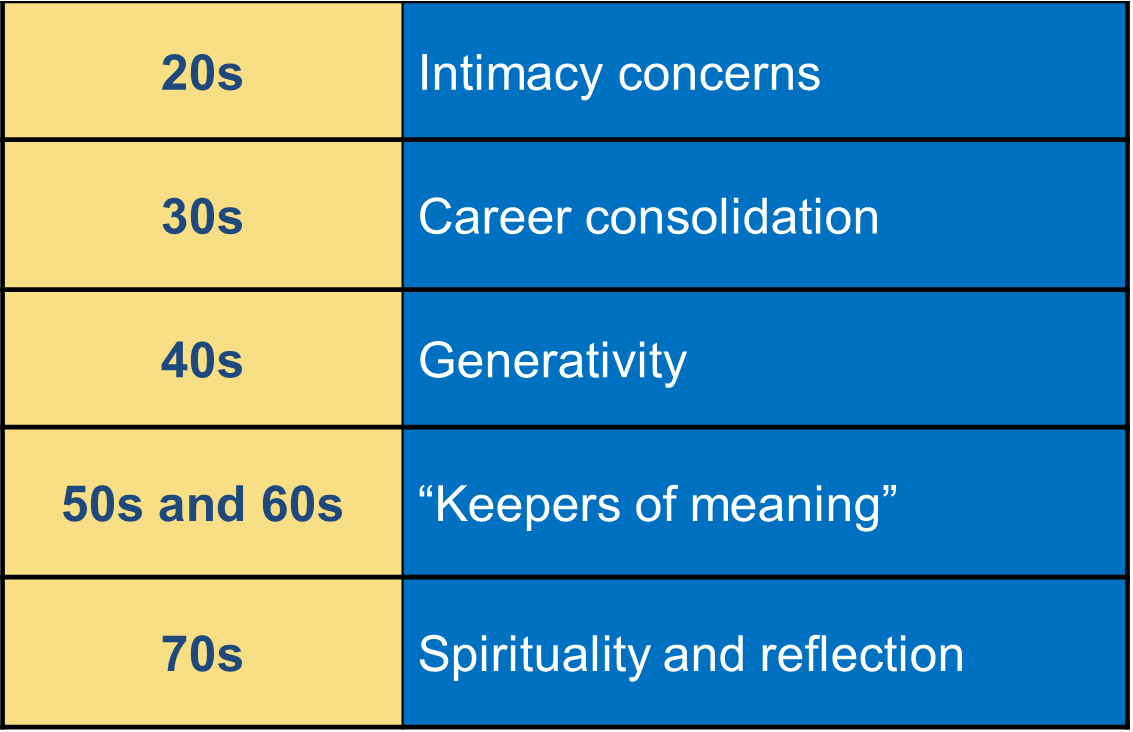 20s Intimacy concerns
30s Career consolidation
40s Generativity
50s and 60s “Keepers of meaning”
70s Spirituality and reflection